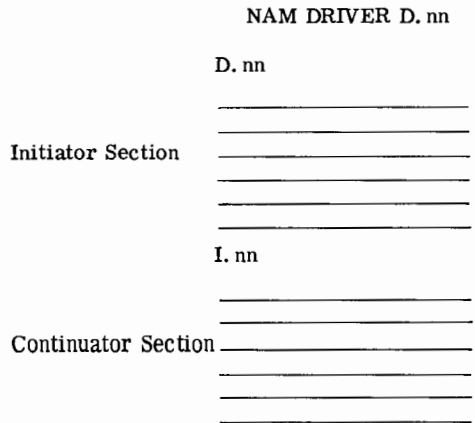 NAM DRIVER D. nn
D. nn
Initiator Section
I. nn
Continuator Section